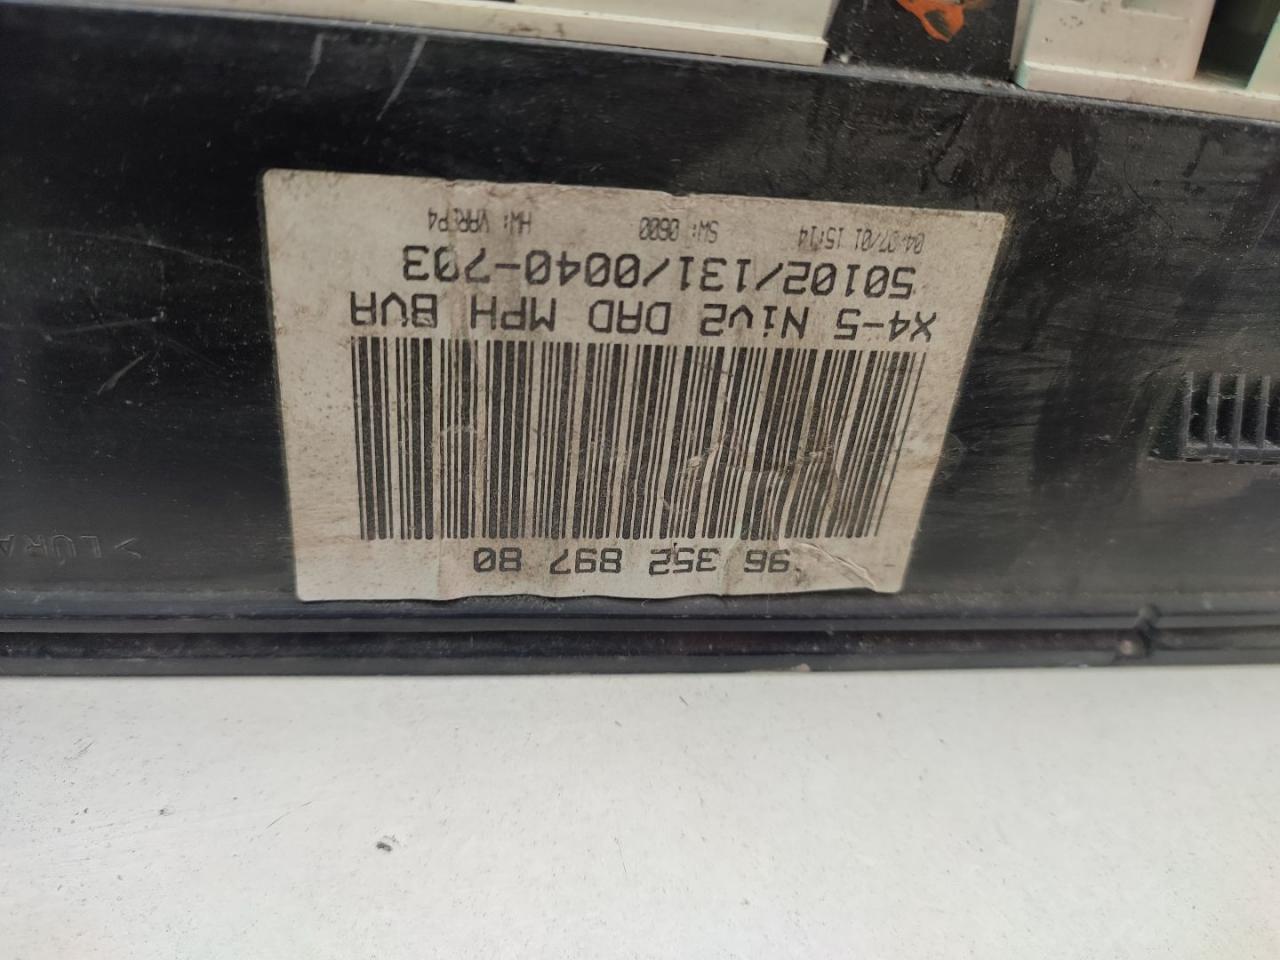 96 352 897 80
X4-5 Niv2 DAD MPH BVA
50102/131/0040-703
04/07/01 15:14 SW: 0600 HW: VAREP4
>LURA